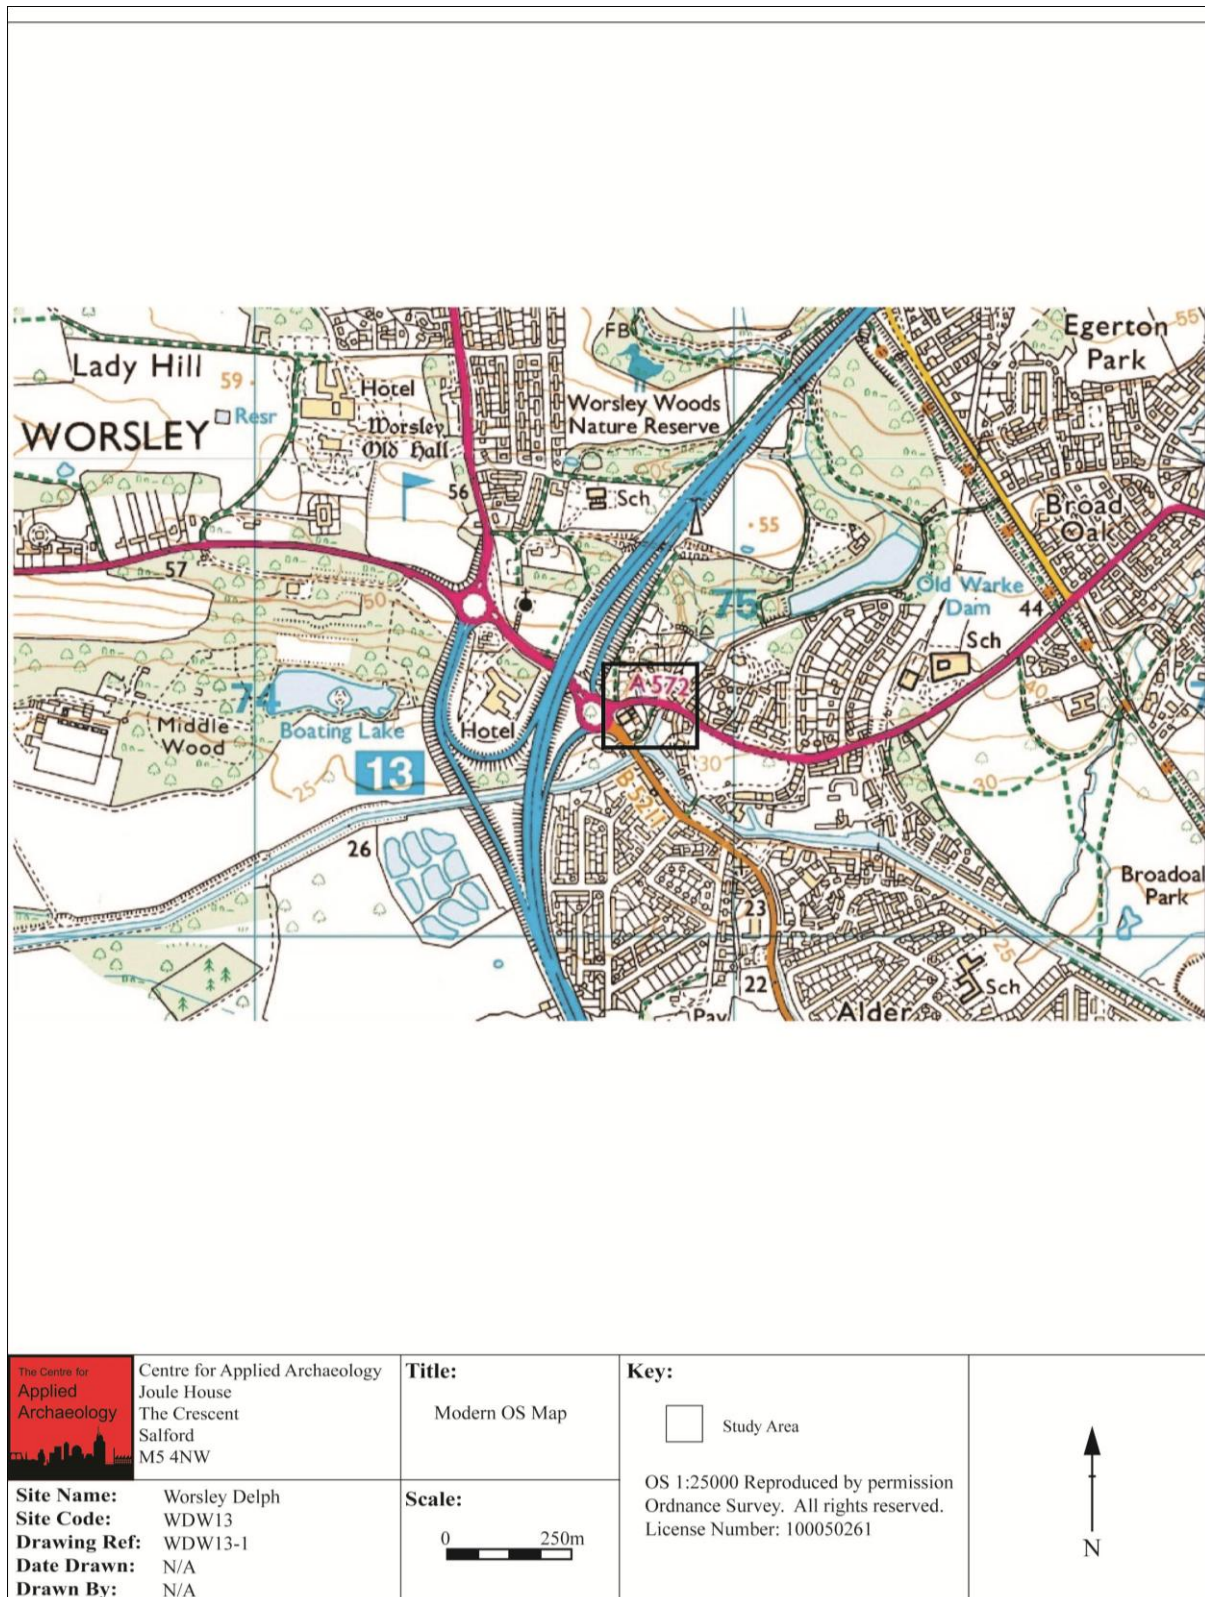 Egerton
Park
55
FB
Lady Hill
59
Hotel
Resr
Worsley Woods
Nature Reserve
WORSLEY
Worsley
Old Hall
50
56
Sch
55
Broad
Oak
57
50
75
Old Warke
Dam
44
Sch
A 572
40
74
Middle
Wood
Boating Lake
Hotel
13
25
30
30
B 5211
26
Broadoak
Park
23
25
22
Sch
Pav
Alder
The Centre for
Applied
Archaeology
Centre for Applied Archaeology
Joule House
The Crescent
Salford
M5 4NW
Title:
Modern OS Map
Key:
Study Area
OS 1:25000 Reproduced by permission
Ordnance Survey. All rights reserved.
License Number: 100050261
Site Name: Worsley Delph
Site Code: WDW13
Drawing Ref: WDW13-1
Date Drawn: N/A
Drawn By: N/A
Scale:
0 250m
N